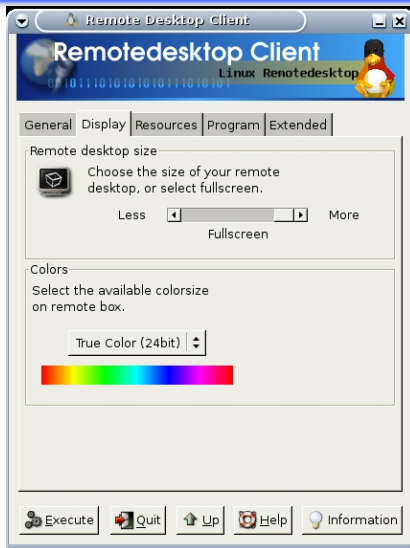 Remote Desktop Client
Remotedesktop Client
Linux Remotedesktop
General Display Resources Program Extended
Remote desktop size
Choose the size of your remote
desktop, or select fullscreen.
Less More
Fullscreen
Colors
Select the available colorsize
on remote box.
True Color (24bit)
Execute Quit Up Help Information